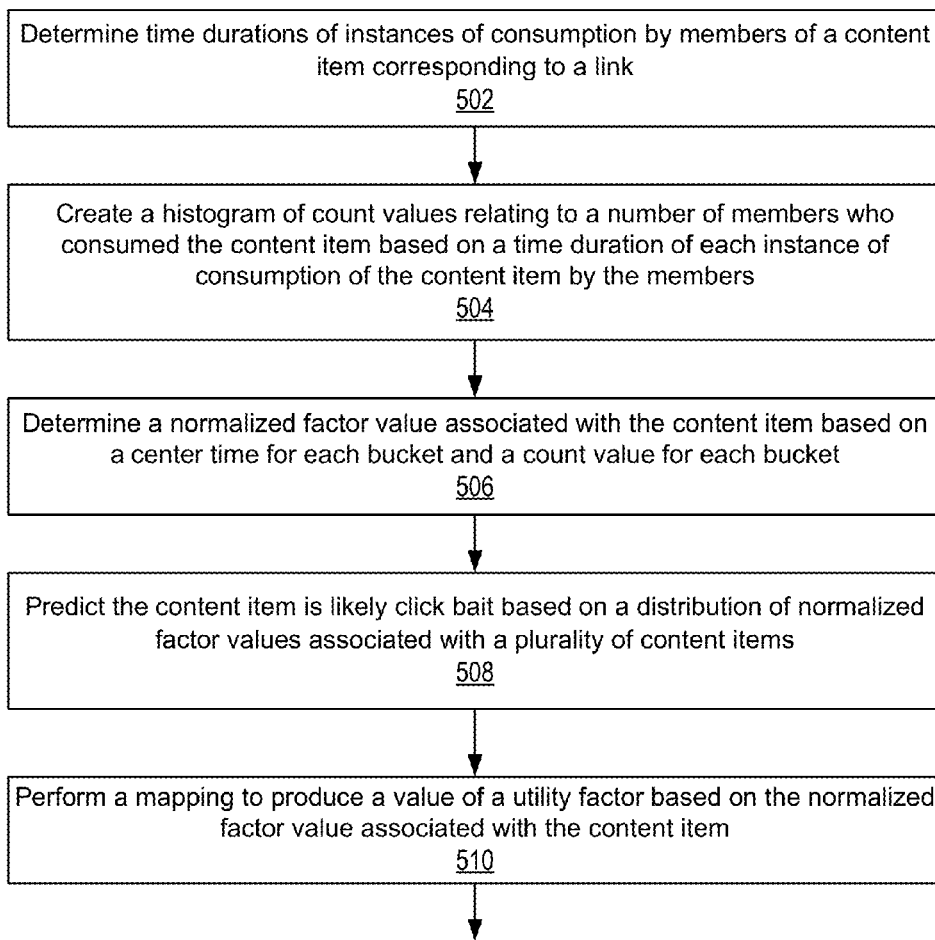 Determine time durations of instances of consumption by members of a content
item corresponding to a link
502
Create a histogram of count values relating to a number of members who
consumed the content item based on a time duration of each instance of
consumption of the content item by the members
504
Determine a normalized factor value associated with the content item based on
a center time for each bucket and a count value for each bucket
506
Predict the content item is likely click bait based on a distribution of normalized
factor values associated with a plurality of content items
508
Perform a mapping to produce a value of a utility factor based on the normalized
factor value associated with the content item
510